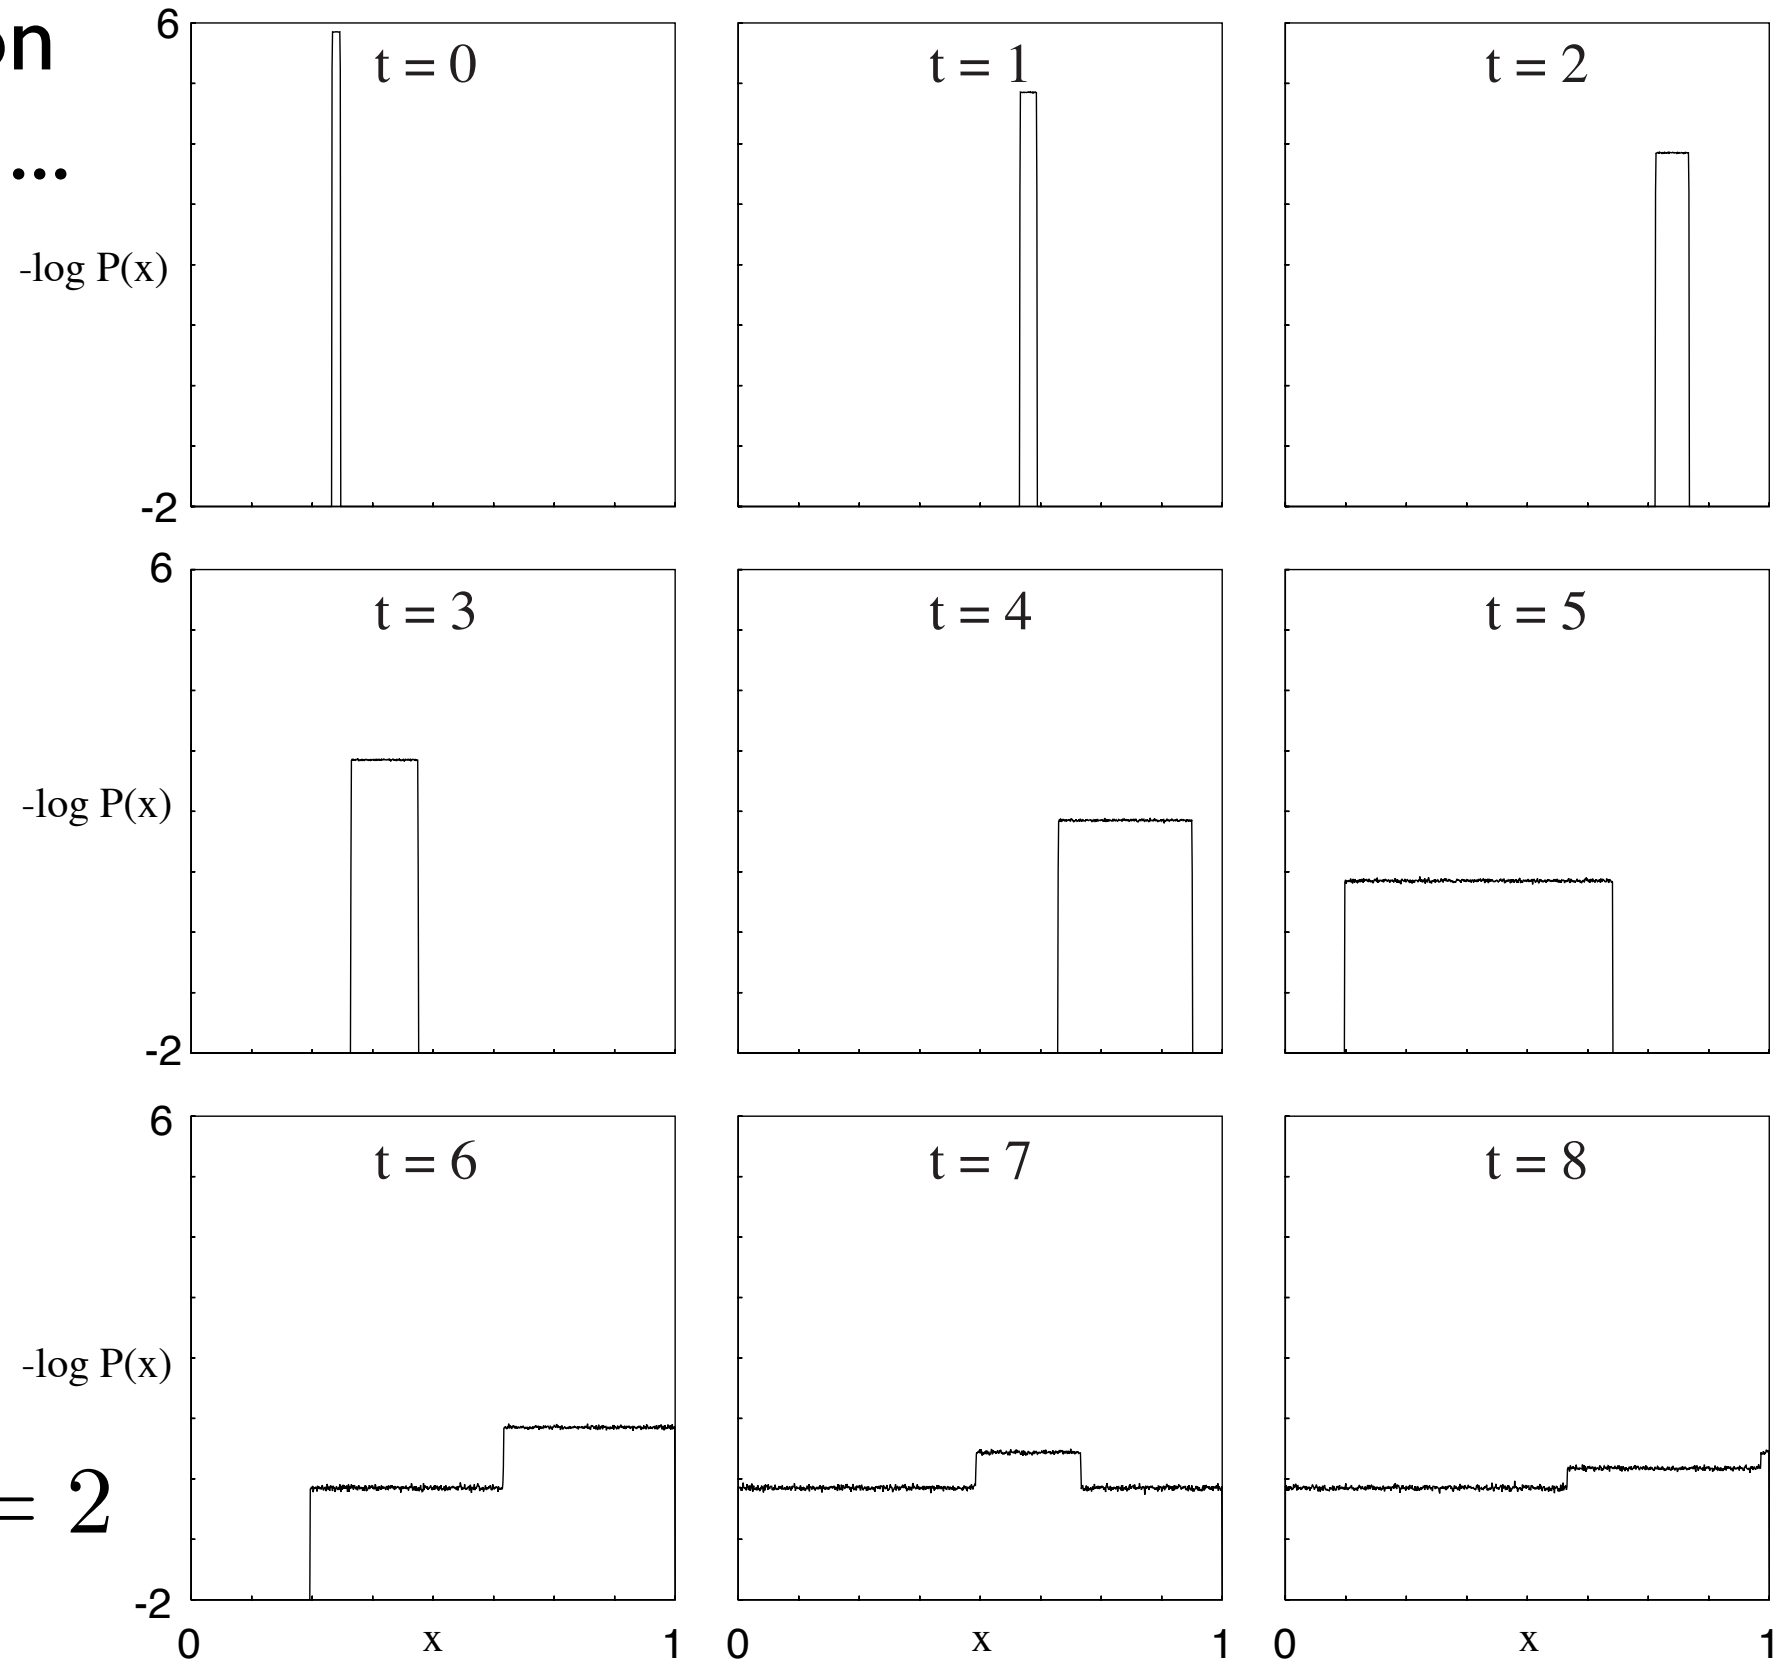 on
...
6
t = 0
t = 1
t = 2
-log P(x)
-2
6
t = 3
t = 4
t = 5
-log P(x)
-2
6
t = 6
t = 7
t = 8
-log P(x)
= 2
-2
0 x 1
0 x 1
0 x 1